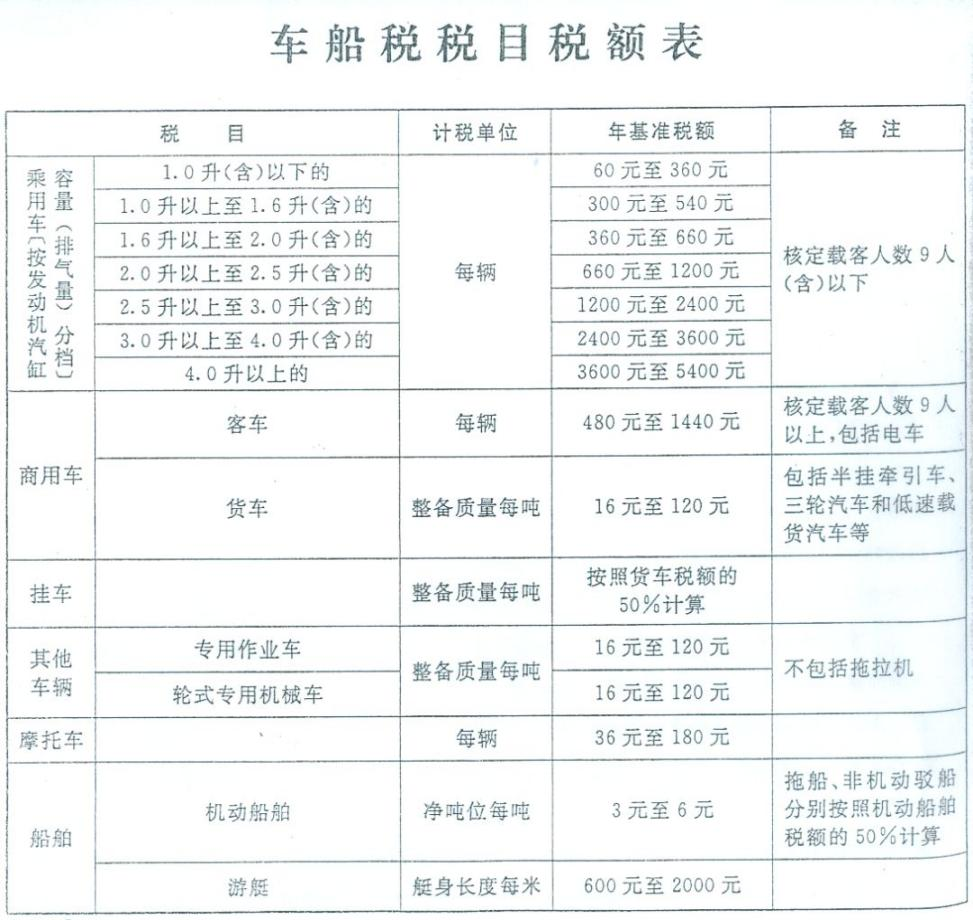 车船税税目税额表
税 目 计税单位 年基准税额 备 注
乘用车〔按发动机汽缸
容量(排气量)分档〕
1.0升(含)以下的 60元至360元
1.0升以上至1.6升(含)的 300元至540元
1.6升以上至2.0升(含)的 360元至660元
2.0升以上至2.5升(含)的 660元至1200元
2.5升以上至3.0升(含)的 1200元至2400元
3.0升以上至4.0升(含)的 2400元至3600元
4.0升以上的 3600元至5400元
每辆
核定载客人数9人
(含)以下
商用车
客车 每辆 480元至1440元
核定载客人数9人
以上,包括电车
货车 整备质量每吨 16元至120元
包括半挂牵引车、
三轮汽车和低速载
货汽车等
挂车 整备质量每吨
按照货车税额的
50%计算
其他
车辆
专用作业车 16元至120元
整备质量每吨
轮式专用机械车 16元至120元
不包括拖拉机
摩托车 每辆 36元至180元
船舶
机动船舶 净吨位每吨 3元至6元
拖船、非机动驳船
分别按照机动船舶
税额的50%计算
游艇 艇身长度每米 600元至2000元